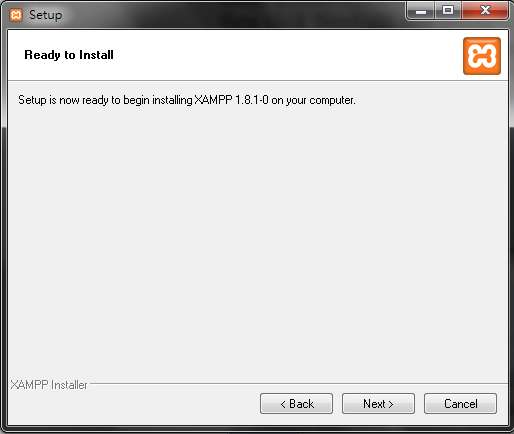 Setup
Ready to Install
Setup is now ready to begin installing XAMPP 1.8.1-0 on your computer.
XAMPP Installer
< Back
Next >
Cancel